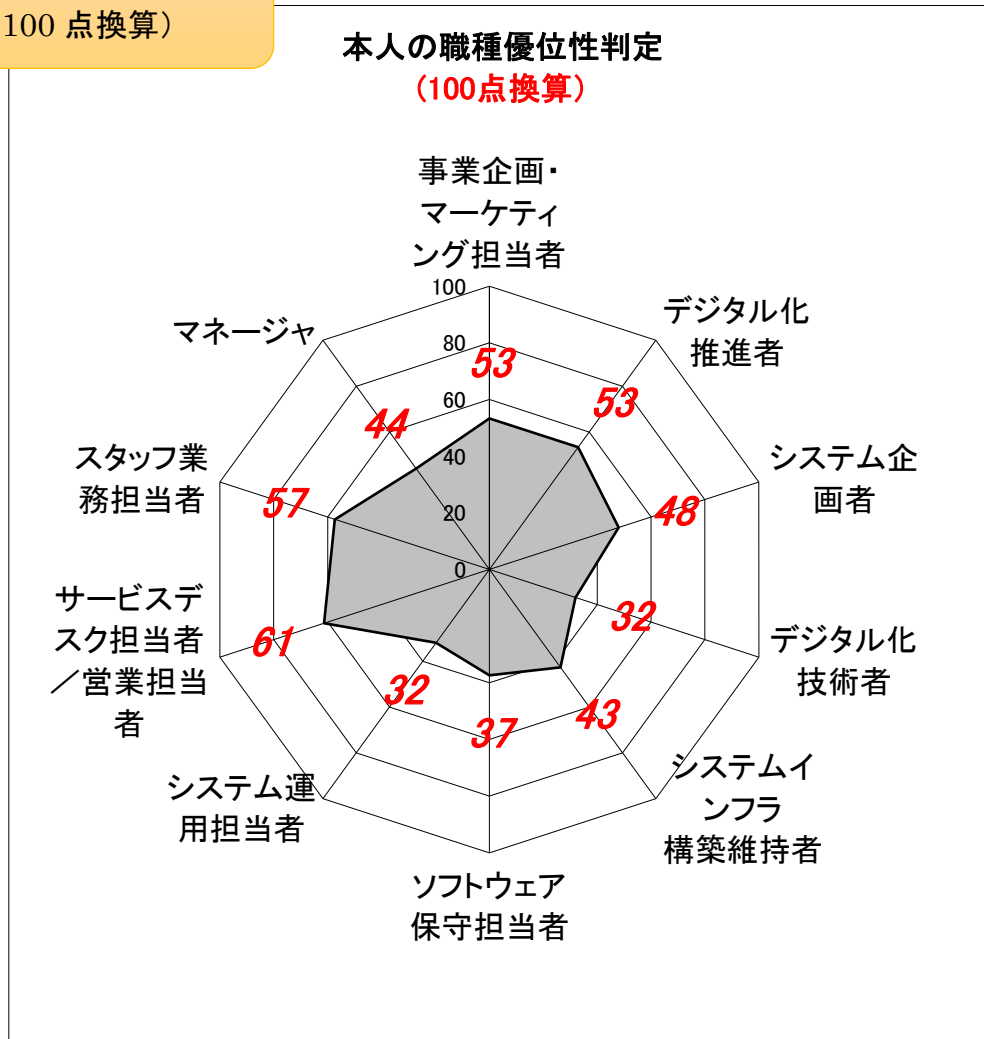 100 点換算）
本人の職種優位性判定
（100点換算）
事業企画・
マーケティ
ング担当者
デジタル化
推進者
システム企
画者
デジタル化
技術者
システムイ
ンフラ
構築維持者
ソフトウェア
保守担当者
システム運
用担当者
サービスデ
スク担当者
／営業担当
者
スタッフ業
務担当者
マネージャ
100
80
60
40
20
0
53
53
48
32
43
37
32
61
57
44